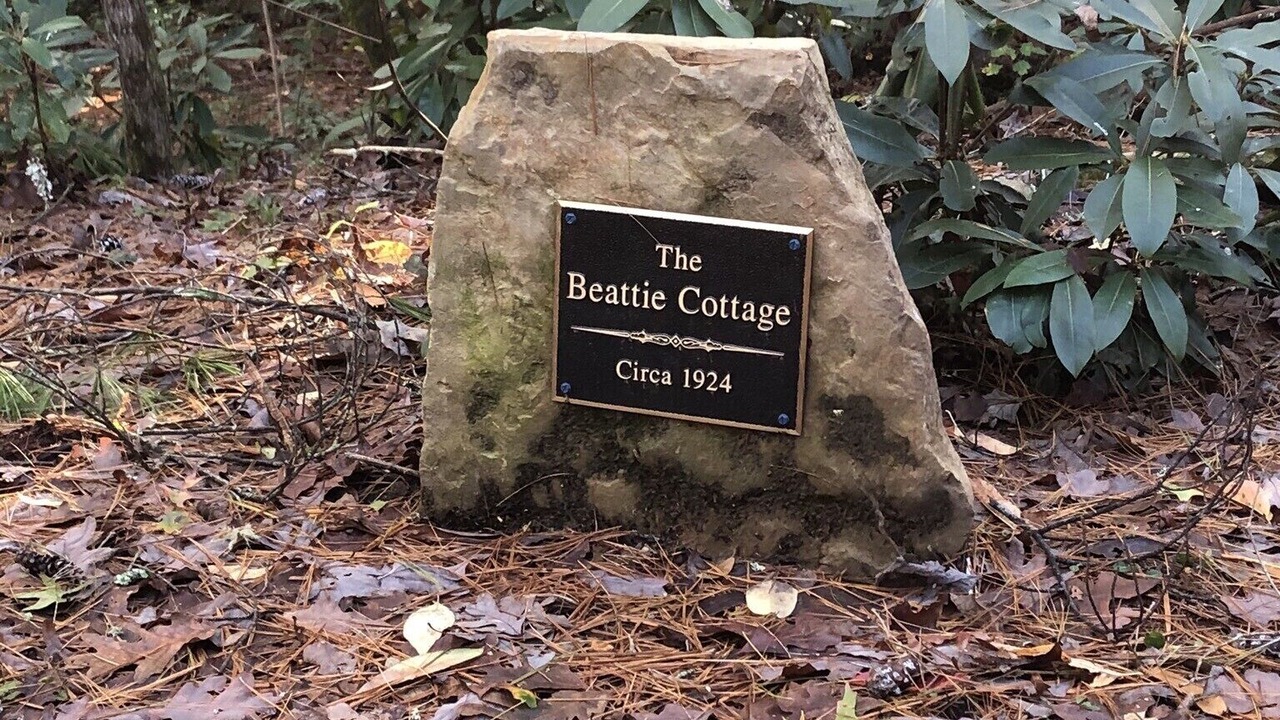 The
Beattie Cottage
Circa 1924